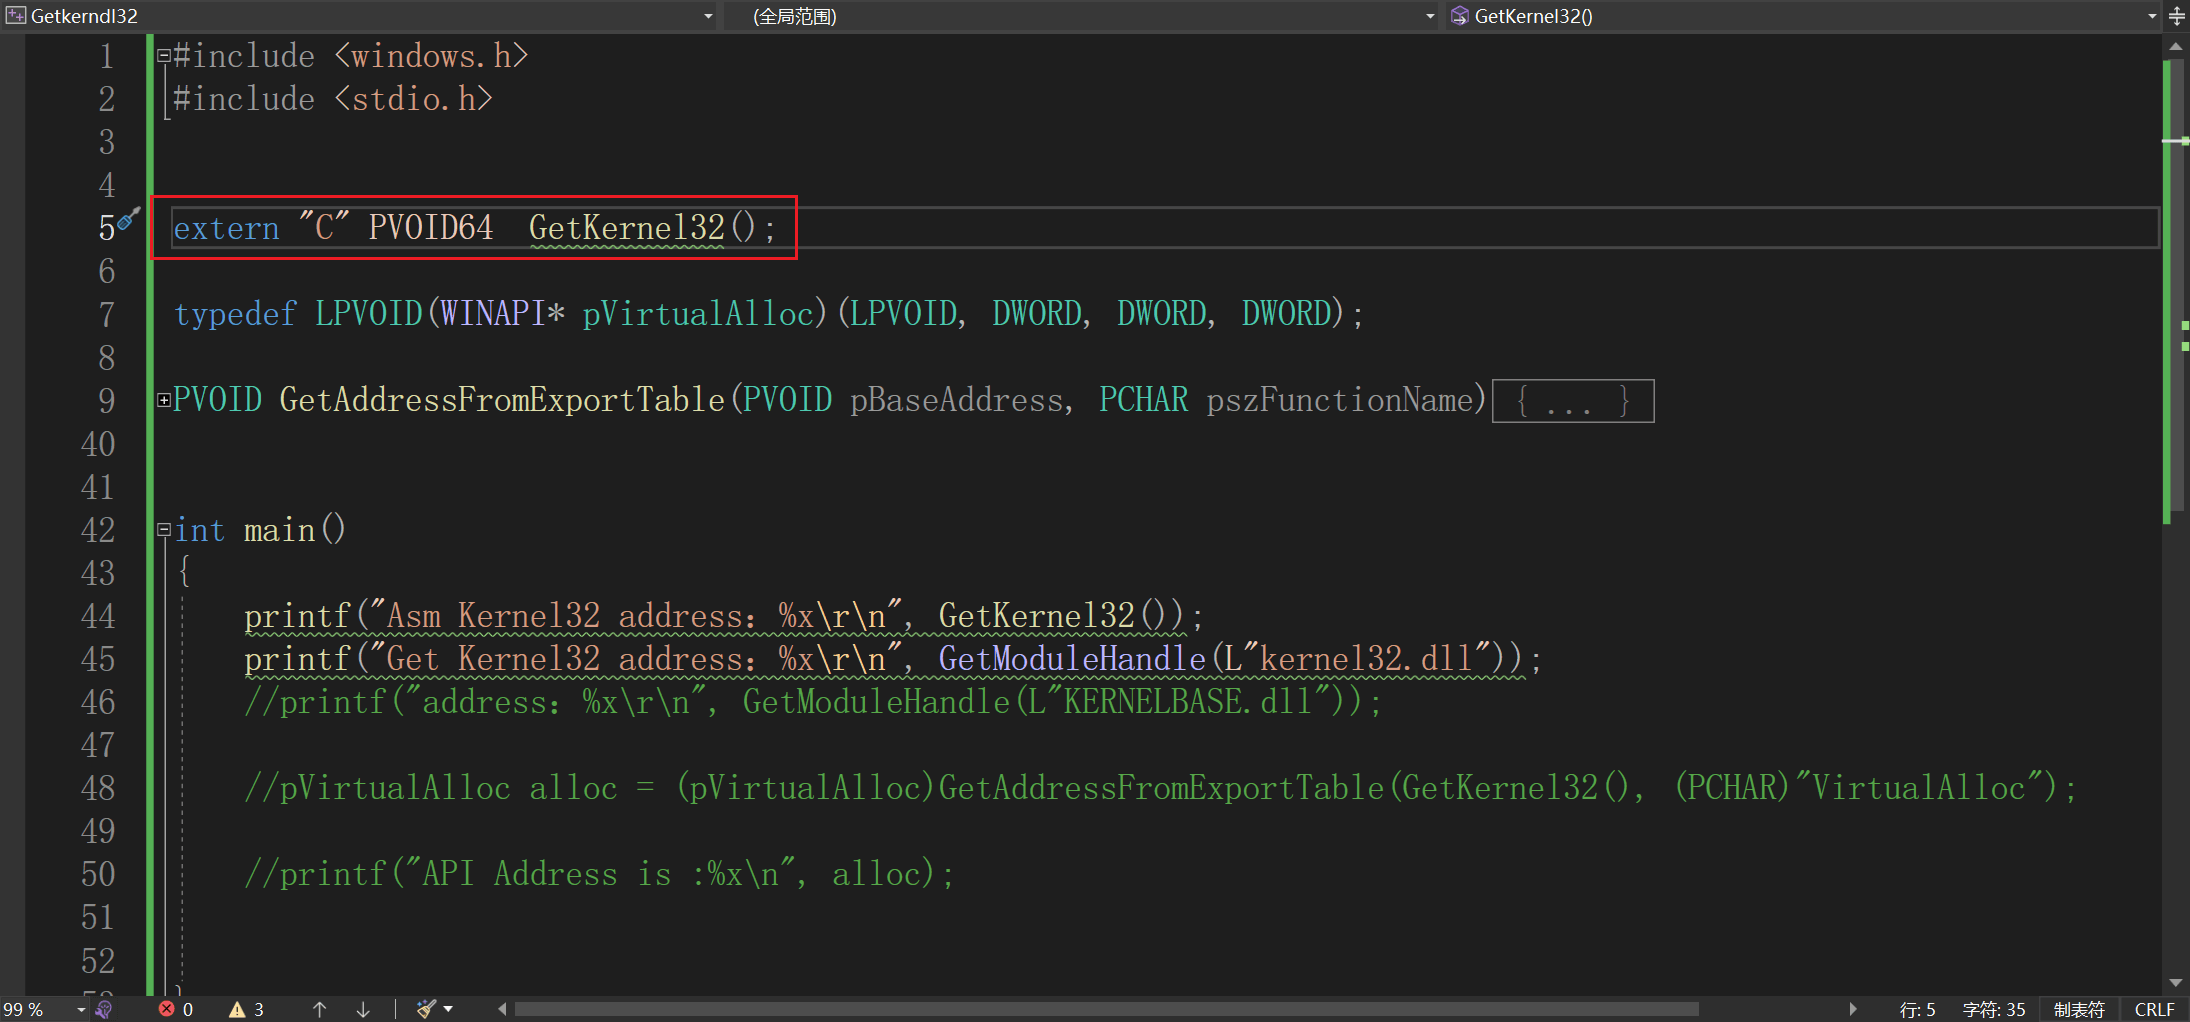 Getkerndl32 (全局范围) GetKernel32()
1 #include <windows.h>
2 #include <stdio.h>
3
4
5 extern "C" PVOID64  GetKernel32();
6
7 typedef LPVOID(WINAPI* pVirtualAlloc)(LPVOID, DWORD, DWORD, DWORD);
8
9 PVOID GetAddressFromExportTable(PVOID pBaseAddress, PCHAR pszFunctionName){ ... }
40
41
42 int main()
43 {
44 printf("Asm Kernel32 address：%x\r\n", GetKernel32());
45 printf("Get Kernel32 address：%x\r\n", GetModuleHandle(L"kernel32.dll"));
46 //printf("address：%x\r\n", GetModuleHandle(L"KERNELBASE.dll"));
47
48 //pVirtualAlloc alloc = (pVirtualAlloc)GetAddressFromExportTable(GetKernel32(), (PCHAR)"VirtualAlloc");
49
50 //printf("API Address is :%x\n", alloc);
51
52
99 % 0 3 行: 5 字符: 35 制表符 CRLF